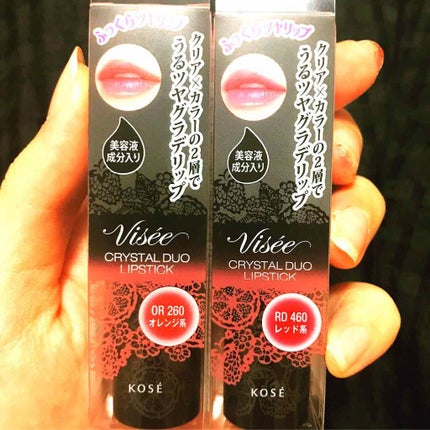 ふっくらツヤリップ
クリア×カラーの2層で
うるツヤグラデリップ
美容液
成分入り
Visée
CRYSTAL DUO
LIPSTICK
OR 260
オレンジ系
KOSÉ
ふっくらツヤリップ
クリア×カラーの2層で
うるツヤグラデリップ
美容液
成分入り
Visée
CRYSTAL DUO
LIPSTICK
RD 460
レッド系
KOSÉ